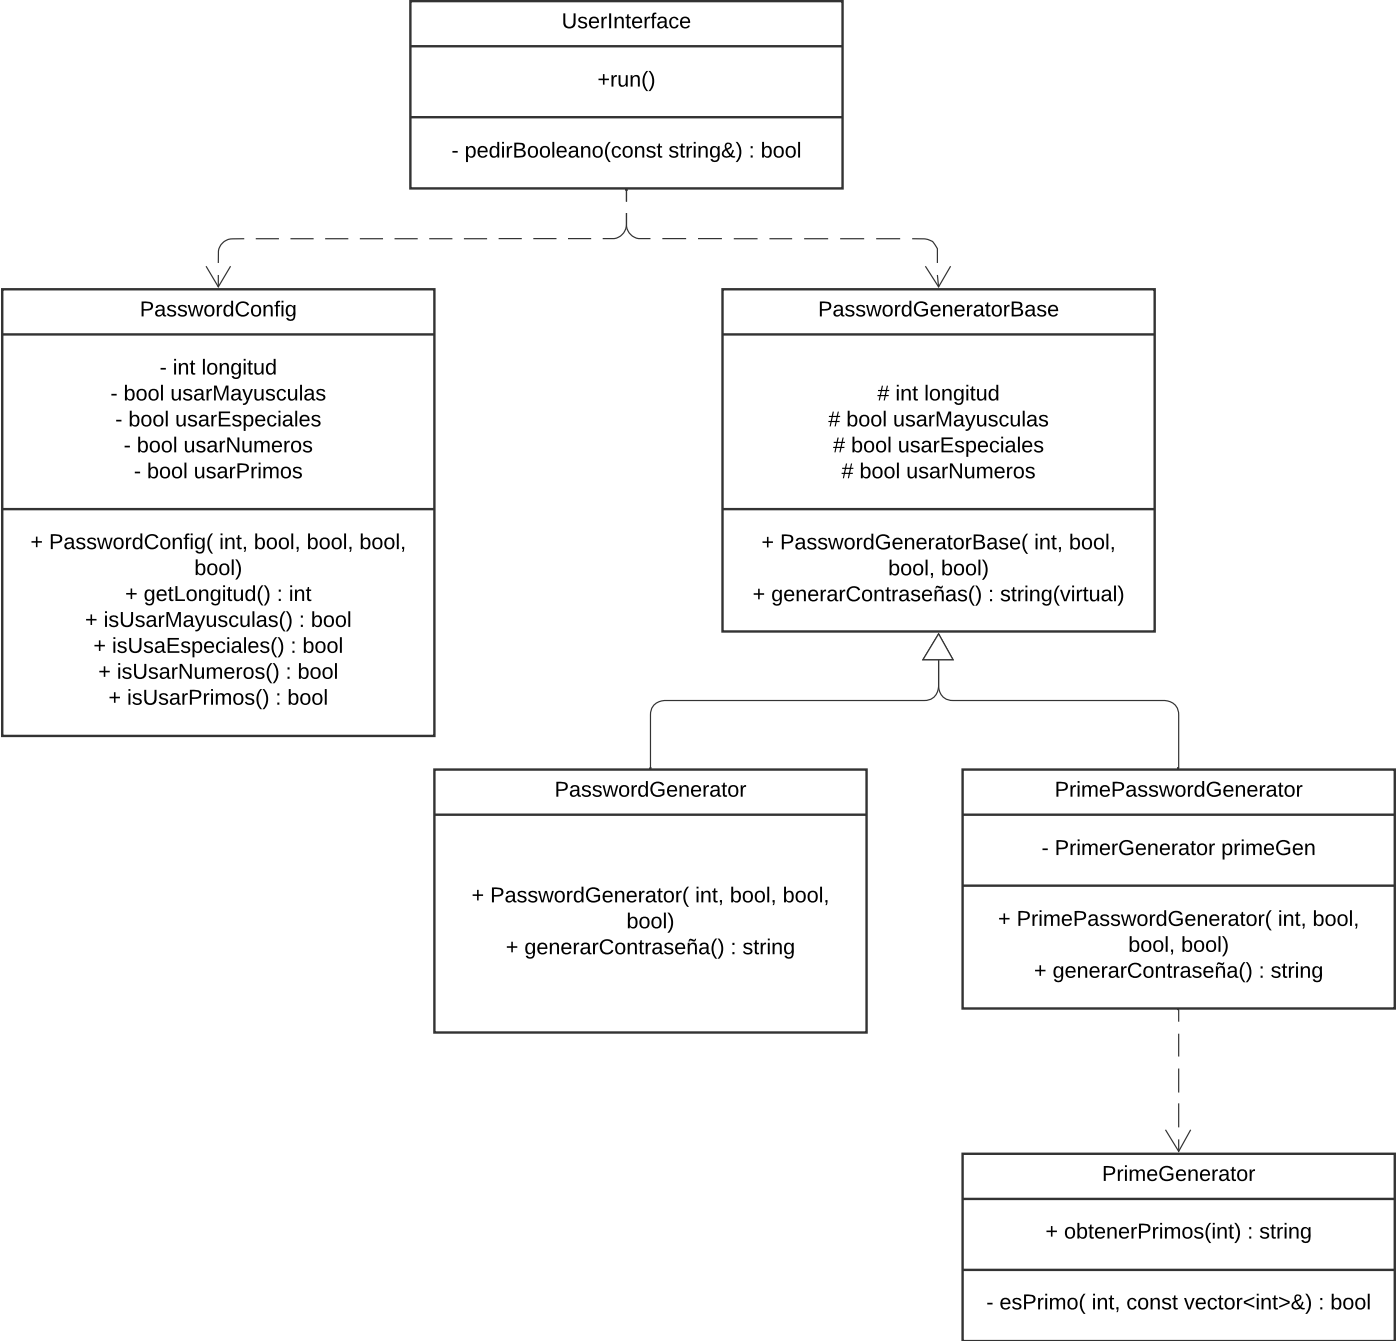 UserInterface
+run()
- pedirBooleano(const string&) : bool
PasswordConfig
- int longitud
- bool usarMayusculas
- bool usarEspeciales
- bool usarNumeros
- bool usarPrimos
+ PasswordConfig( int, bool, bool, bool,
bool)
+ getLongitud() : int
+ isUsarMayusculas() : bool
+ isUsaEspeciales() : bool
+ isUsarNumeros() : bool
+ isUsarPrimos() : bool
PasswordGeneratorBase
# int longitud
# bool usarMayusculas
# bool usarEspeciales
# bool usarNumeros
+ PasswordGeneratorBase( int, bool,
bool, bool)
+ generarContraseñas() : string(virtual)
PasswordGenerator
+ PasswordGenerator( int, bool, bool,
bool)
+ generarContraseña() : string
PrimePasswordGenerator
- PrimerGenerator primeGen
+ PrimePasswordGenerator( int, bool,
bool, bool)
+ generarContraseña() : string
PrimeGenerator
+ obtenerPrimos(int) : string
- esPrimo( int, const vector<int>&) : bool